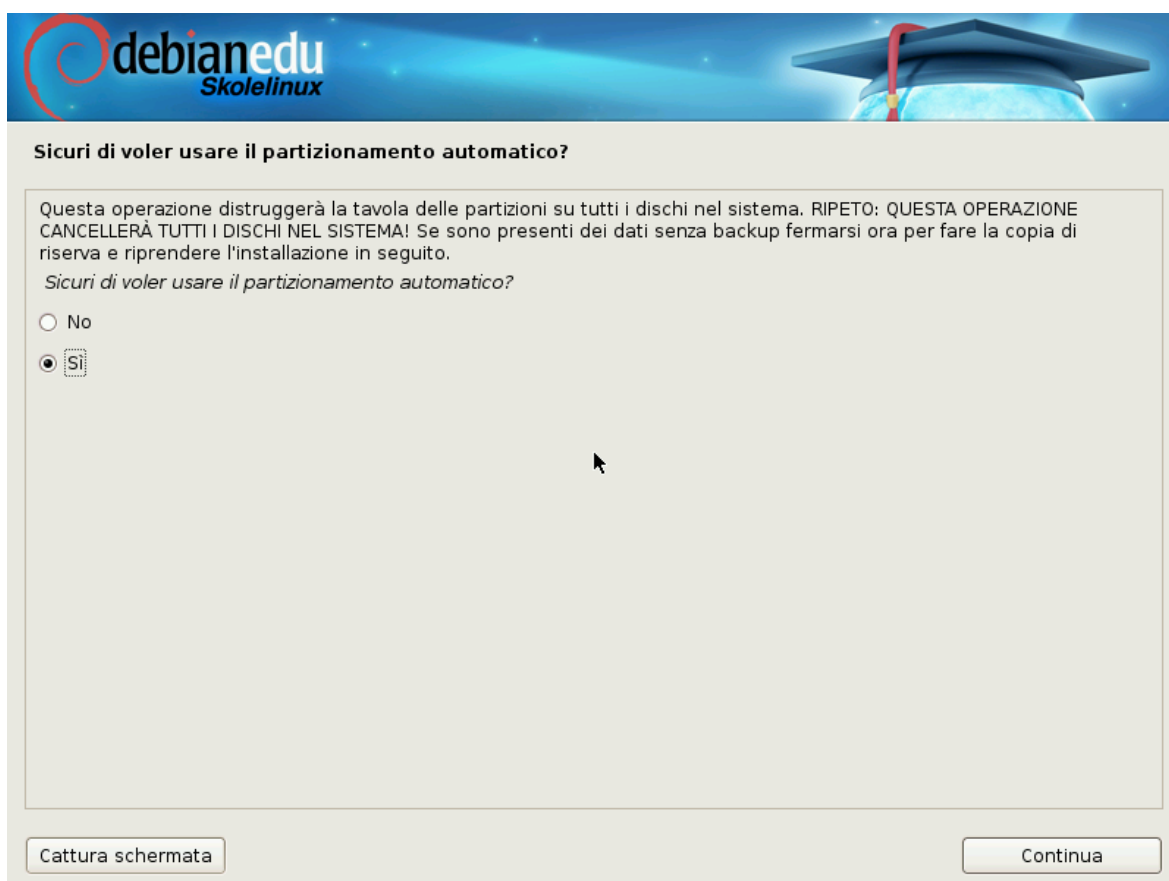 debianedu
Skolelinux
Sicuri di voler usare il partizionamento automatico?
Questa operazione distruggerà la tavola delle partizioni su tutti i dischi nel sistema. RIPETO: QUESTA OPERAZIONE
CANCELLERÀ TUTTI I DISCHI NEL SISTEMA! Se sono presenti dei dati senza backup fermarsi ora per fare la copia di
riserva e riprendere l'installazione in seguito.
Sicuri di voler usare il partizionamento automatico?
No
Sì
Cattura schermata
Continua